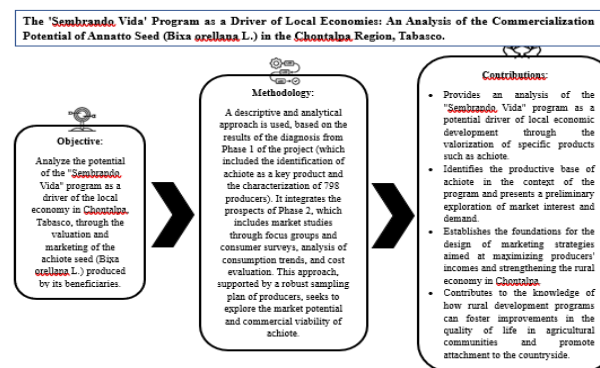 The 'Sembrando Vida' Program as a Driver of Local Economies: An Analysis of the Commercialization
Potential of Annatto Seed (Bixa orellana L.) in the Chontalpa Region, Tabasco.
Objective:
Analyze the potential
of the "Sembrando
Vida" program as a
driver of the local
economy in Chontalpa,
Tabasco, through the
valuation and
marketing of the
achiote seed (Bixa
orellana L.) produced
by its beneficiaries.
Methodology:
A descriptive and analytical
approach is used, based on the
results of the diagnosis from
Phase 1 of the project (which
included the identification of
achiote as a key product and
the characterization of 798
producers). It integrates the
prospects of Phase 2, which
includes market studies
through focus groups and
consumer surveys, analysis of
consumption trends, and cost
evaluation. This approach,
supported by a robust sampling
plan of producers, seeks to
explore the market potential
and commercial viability of
achiote.
Contributions:
• Provides an analysis of the
"Sembrando Vida" program as a
potential driver of local economic
development through the
valorization of specific products
such as achiote.
• Identifies the productive base of
achiote in the context of the
program and presents a preliminary
exploration of market interest and
demand.
• Establishes the foundations for the
design of marketing strategies
aimed at maximizing producers'
incomes and strengthening the rural
economy in Chontalpa.
• Contributes to the knowledge of
how rural development programs
can foster improvements in the
quality of life in agricultural
communities and promote
attachment to the countryside.